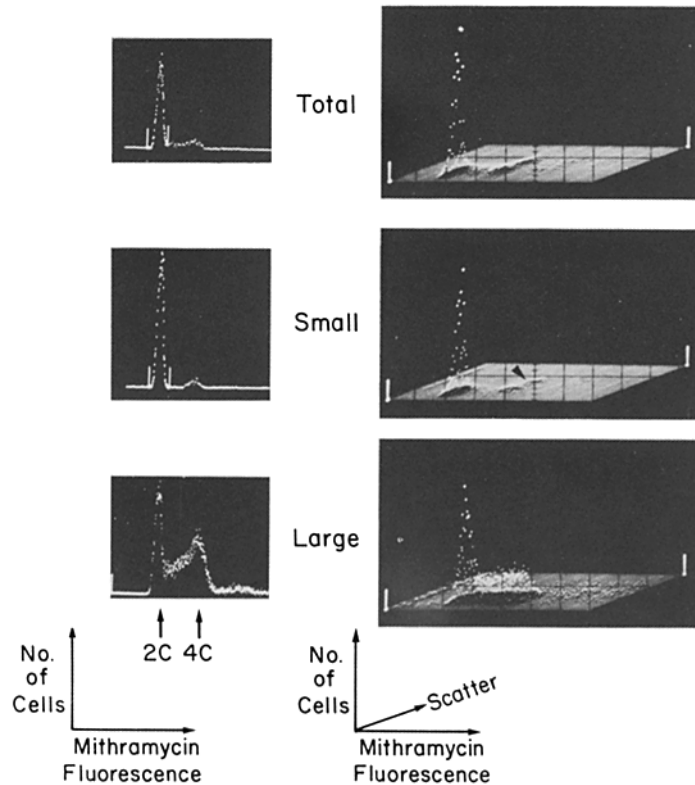 Total
Small
Large
2C 4C
No.
of
Cells
Mithramycin
Fluorescence
No.
of
Cells
Scatter
Mithramycin
Fluorescence